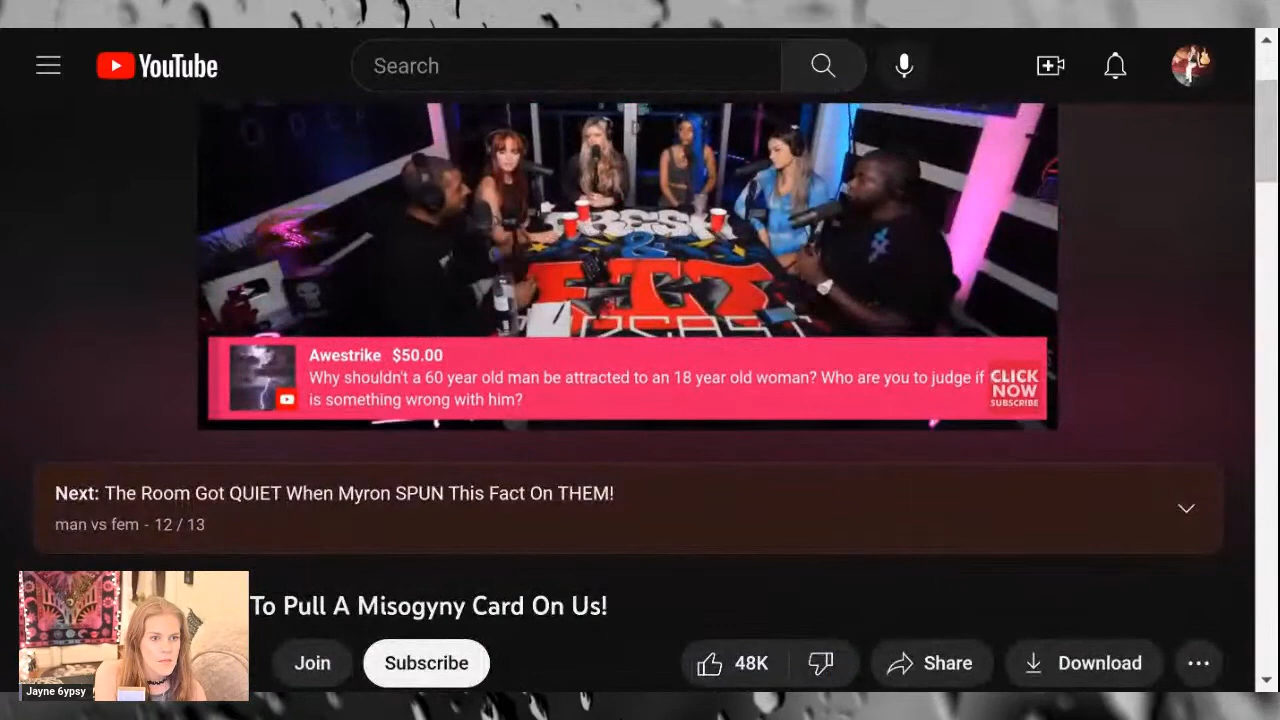 YouTube
Search
FRESH
&
FIT
Awestrike $50.00
Why shouldn't a 60 year old man be attracted to an 18 year old woman? Who are you to judge if
is something wrong with him?
CLICK
NOW
SUBSCRIBE
Next: The Room Got QUIET When Myron SPUN This Fact On THEM!
man vs fem - 12 / 13
To Pull A Misogyny Card On Us!
Join
Subscribe
48K
Share
Download
Jayne 6ypsy